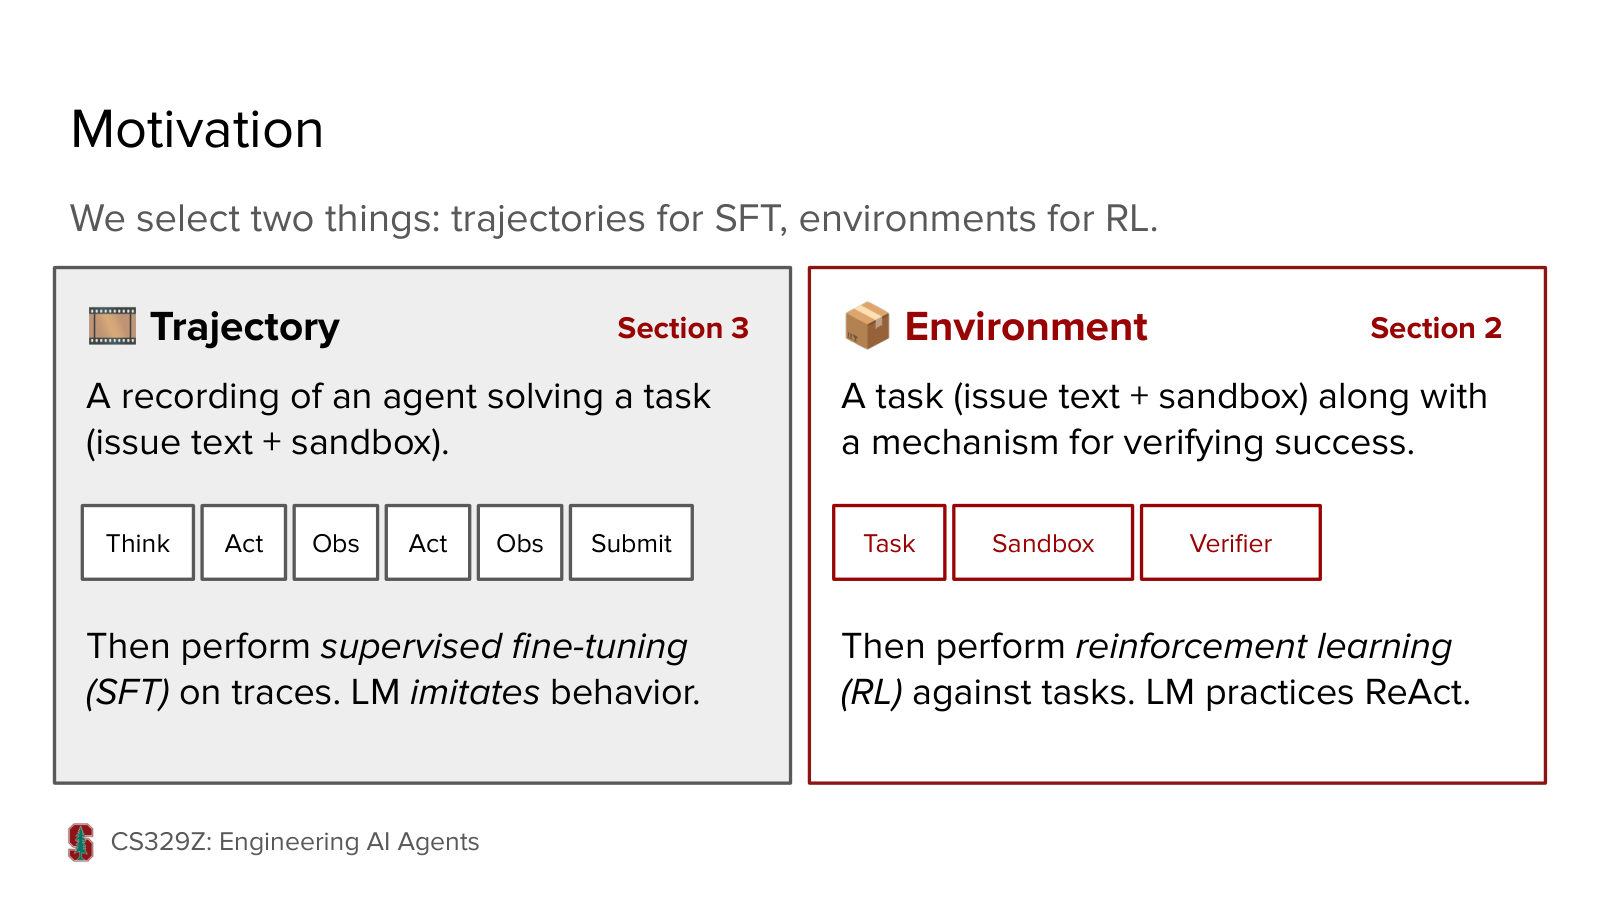 Motivation
We select two things: trajectories for SFT, environments for RL.
Trajectory
Section 3
A recording of an agent solving a task
(issue text + sandbox).
Think
Act
Obs
Act
Obs
Submit
Then perform supervised fine-tuning
(SFT) on traces. LM imitates behavior.
Environment
Section 2
A task (issue text + sandbox) along with
a mechanism for verifying success.
Task
Sandbox
Verifier
Then perform reinforcement learning
(RL) against tasks. LM practices ReAct.
CS329Z: Engineering AI Agents